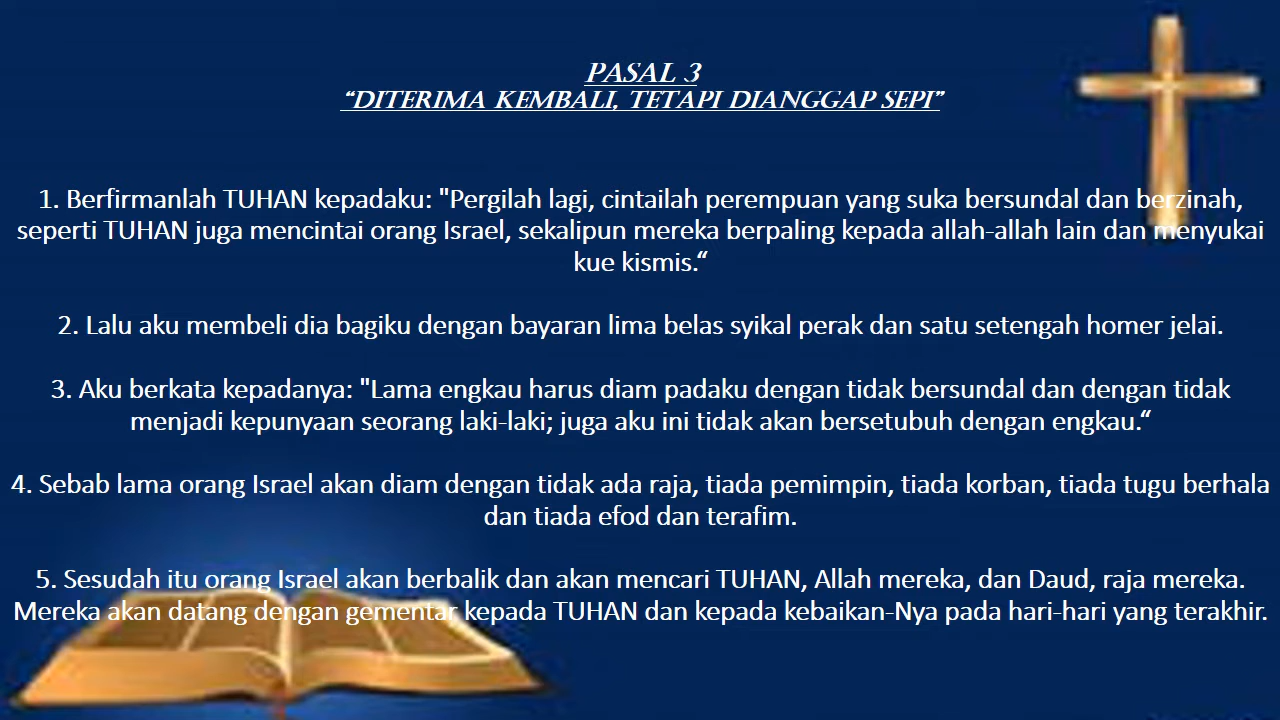 PASAL 3
“DITERIMA KEMBALI, TETAPI DIANGGAP SEPI”
1. Berfirmanlah TUHAN kepadaku: "Pergilah lagi, cintailah perempuan yang suka bersundal dan berzinah,
seperti TUHAN juga mencintai orang Israel, sekalipun mereka berpaling kepada allah-allah lain dan menyukai
kue kismis.“
2. Lalu aku membeli dia bagiku dengan bayaran lima belas syikal perak dan satu setengah homer jelai.
3. Aku berkata kepadanya: "Lama engkau harus diam padaku dengan tidak bersundal dan dengan tidak
menjadi kepunyaan seorang laki-laki; juga aku ini tidak akan bersetubuh dengan engkau.“
4. Sebab lama orang Israel akan diam dengan tidak ada raja, tiada pemimpin, tiada korban, tiada tugu berhala
dan tiada efod dan terafim.
5. Sesudah itu orang Israel akan berbalik dan akan mencari TUHAN, Allah mereka, dan Daud, raja mereka.
Mereka akan datang dengan gementar kepada TUHAN dan kepada kebaikan-Nya pada hari-hari yang terakhir.